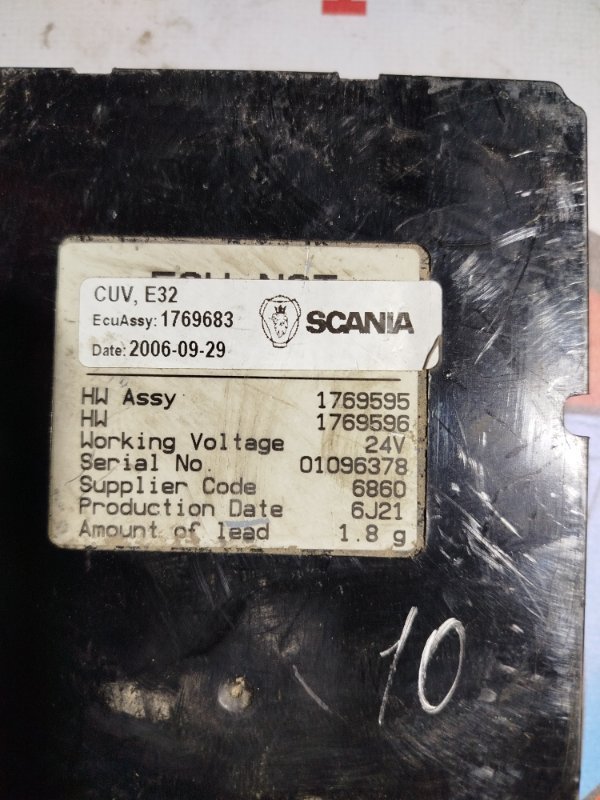 CUV, E32
EcuAssy: 1769683
SCANIA
Date: 2006-09-29
HW Assy 1769595
HW 1769596
Working Voltage 24V
Serial No. 01096378
Supplier Code 6860
Production Date 6J21
Amount of lead 1.8 g
10